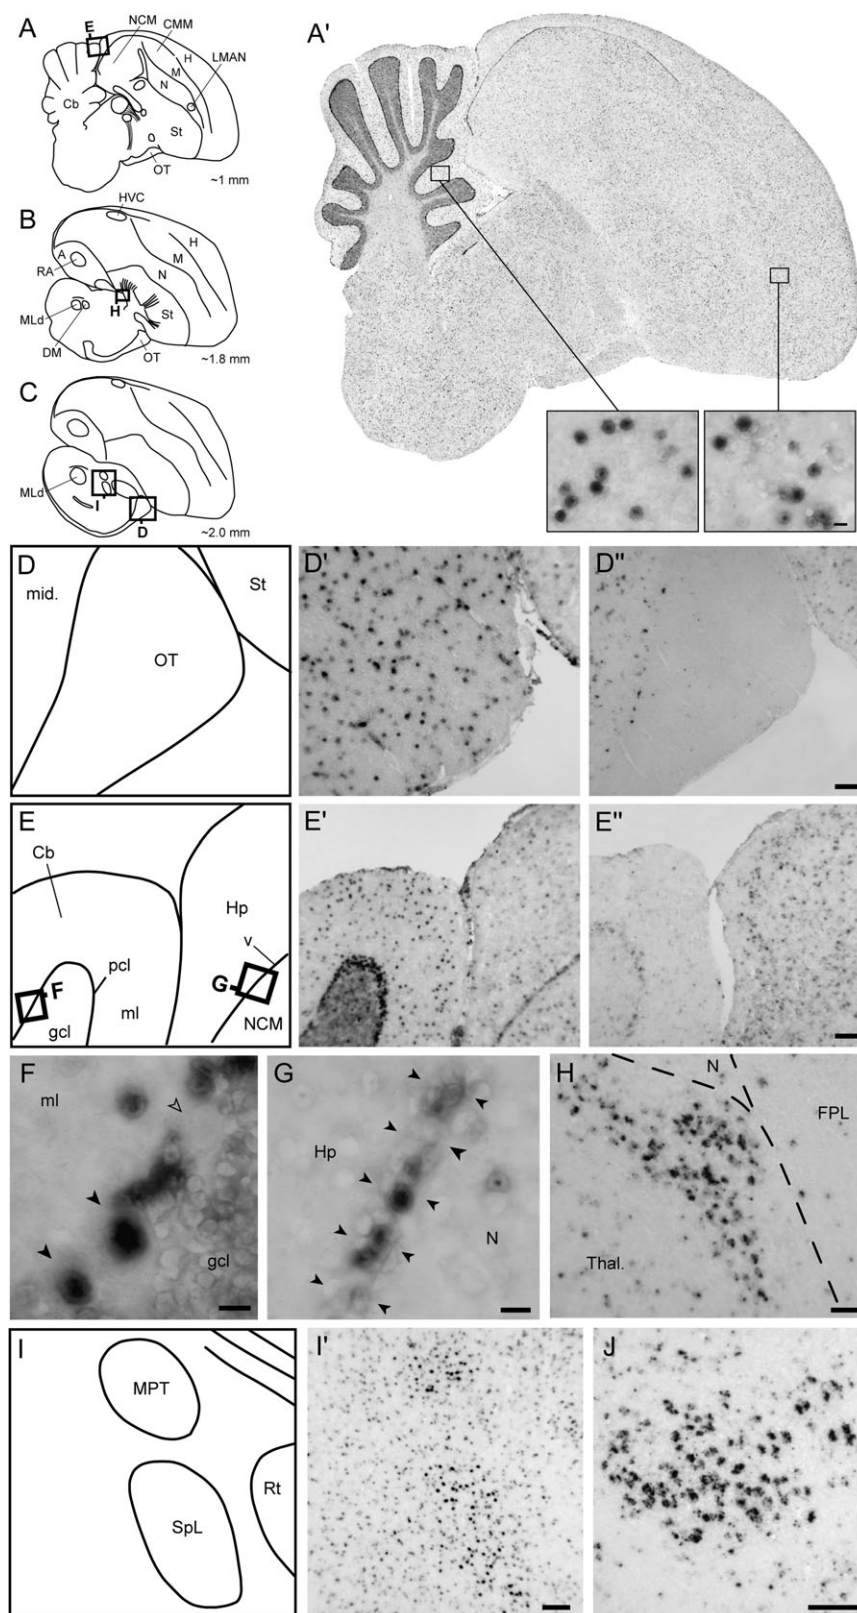 A
E
NCM
CMM
H
M
N
LMAN
Cb
St
OT
~1 mm
A'
B
HVC
A
RA
H
M
N
H
St
MLd
DM
OT
~1.8 mm
C
MLd
I
D
~2.0 mm
D
mid.
St
OT
D'
D"
E
Cb
Hp
pcl
v
F
G
gcl
ml
NCM
E'
E"
F
ml
gcl
G
Hp
N
H
N
FPL
Thal.
I
MPT
SpL
Rt
I'
J